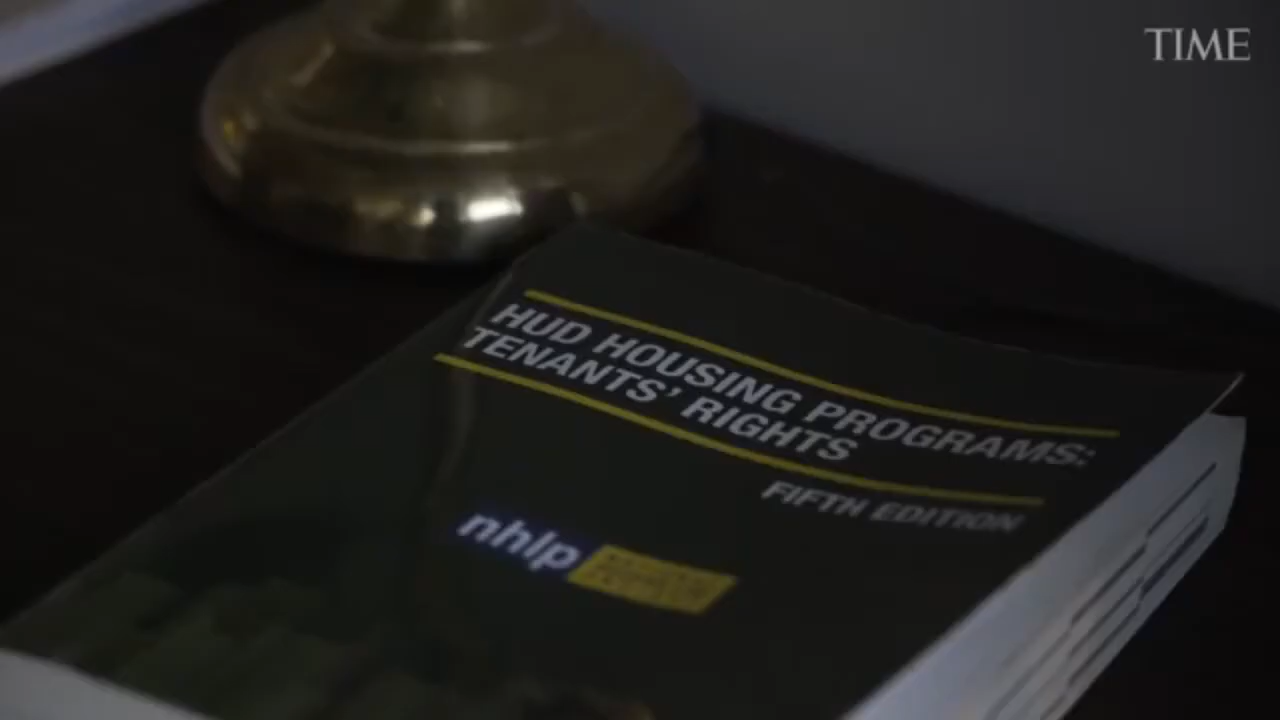 TIME
HUD HOUSING PROGRAMS:
TENANTS' RIGHTS
FIFTH EDITION
nhlp